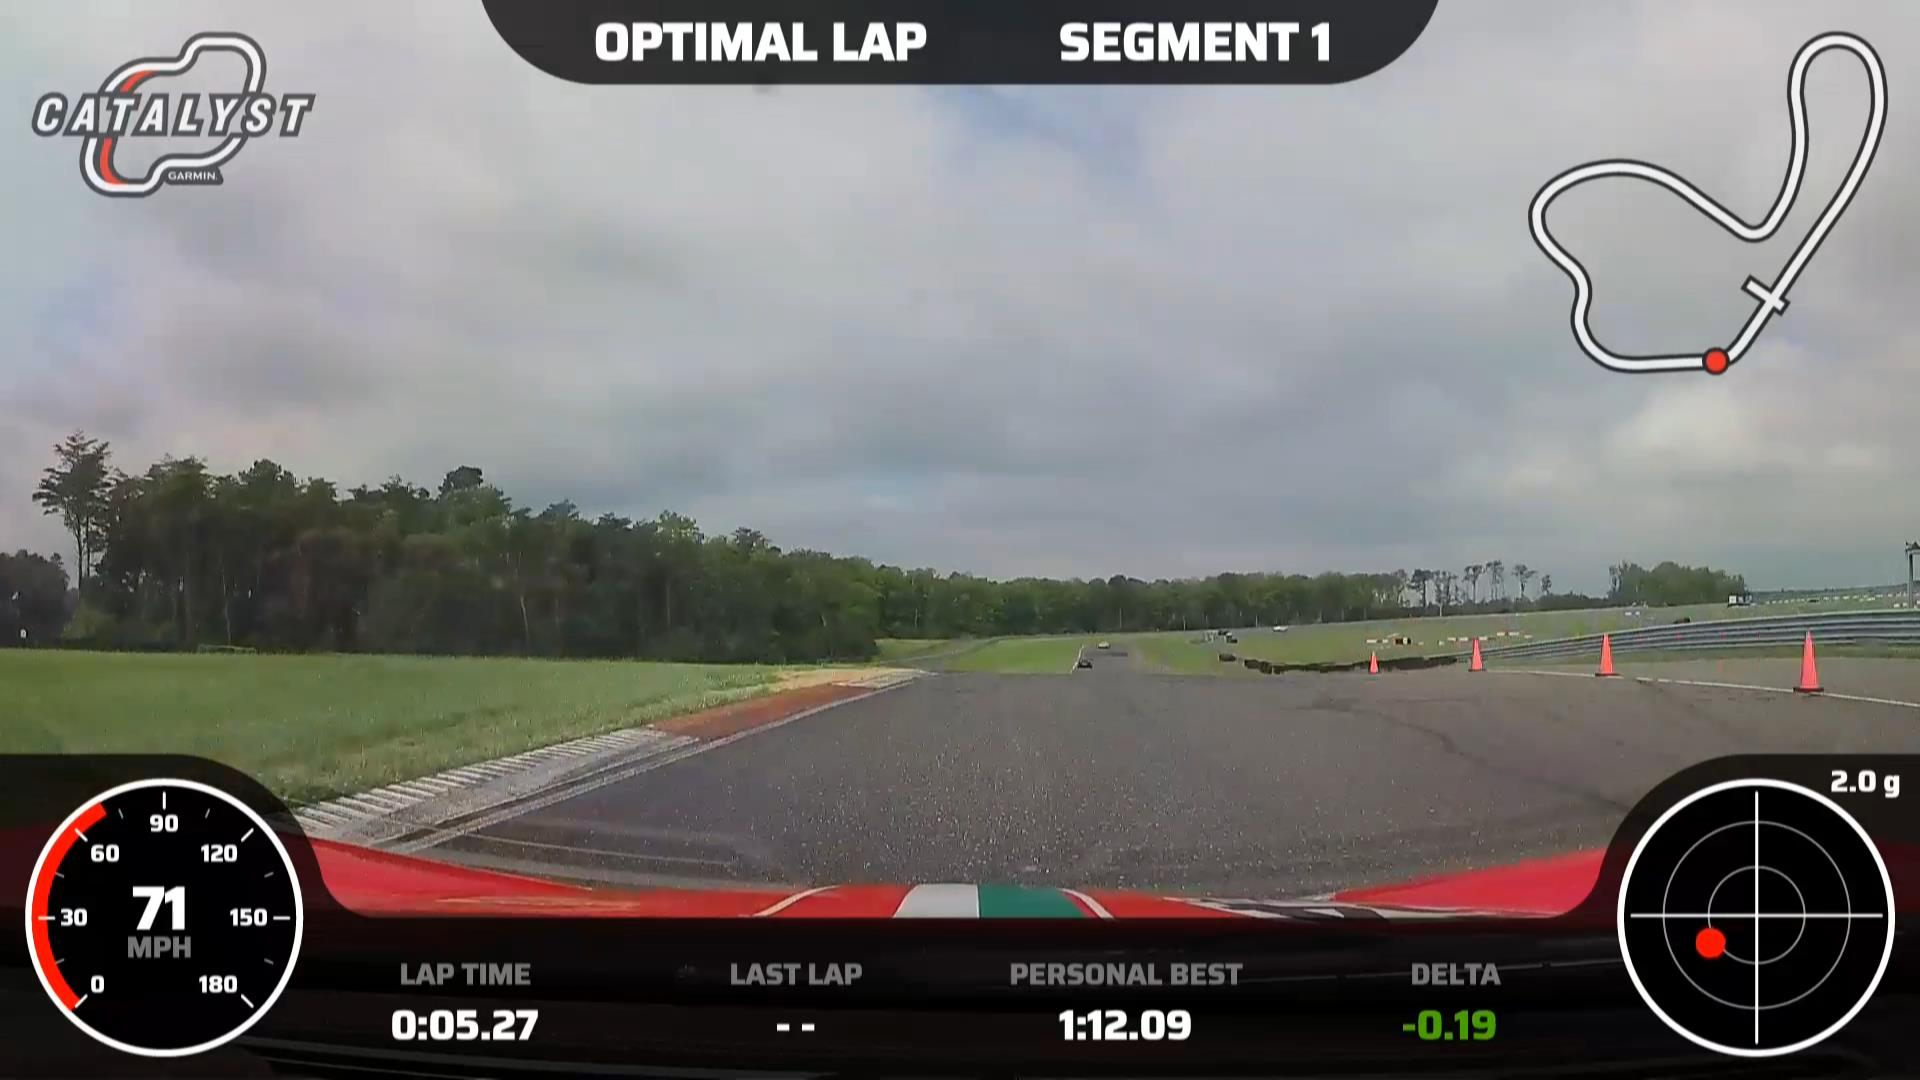 OPTIMAL LAP SEGMENT 1
CATALYST
GARMIN.
2.0 g
90
60 120
30 71 150
MPH
0 180
LAP TIME LAST LAP PERSONAL BEST DELTA
0:05.27 - - 1:12.09 -0.19